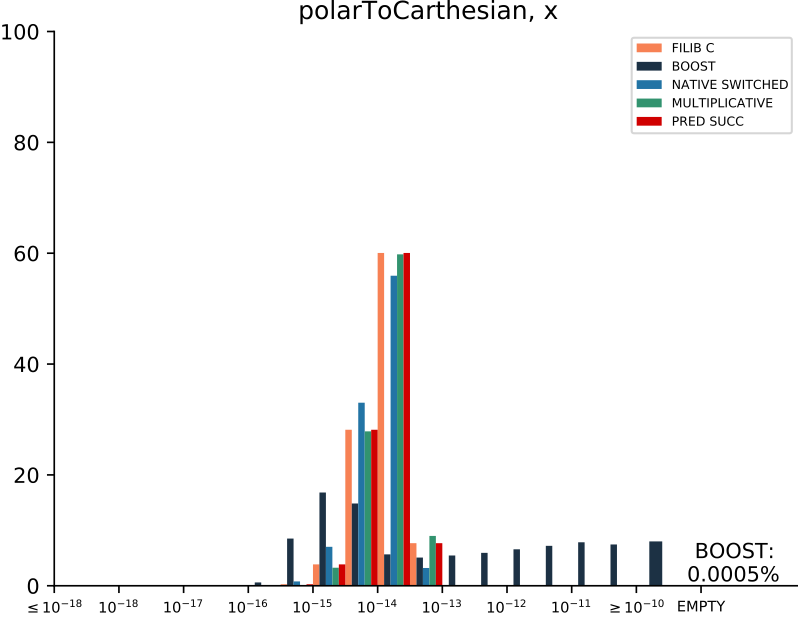 polarToCarthesian, x
100
80
60
40
20
0
FILIB C
BOOST
NATIVE SWITCHED
MULTIPLICATIVE
PRED SUCC
BOOST:
0.0005%
≤10⁻¹⁸ 10⁻¹⁸ 10⁻¹⁷ 10⁻¹⁶ 10⁻¹⁵ 10⁻¹⁴ 10⁻¹³ 10⁻¹² 10⁻¹¹ ≥10⁻¹⁰ EMPTY